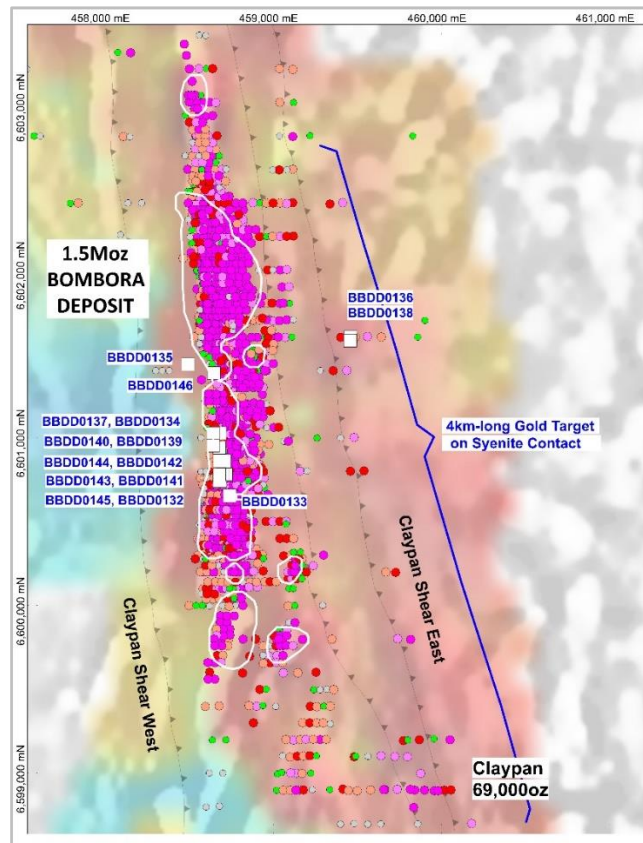 458,000 mE
459,000 mE
460,000 mE
461,000 mE
6,603,000 mN
6,602,000 mN
6,601,000 mN
6,600,000 mN
6,599,000 mN
1.5Moz
BOMBORA
DEPOSIT
BBDD0136
BBDD0138
BBDD0135
BBDD0146
BBDD0137, BBDD0134
BBDD0140, BBDD0139
BBDD0144, BBDD0142
BBDD0143, BBDD0141
BBDD0145, BBDD0132
BBDD0133
4km-long Gold Target
on Syenite Contact
Claypan Shear East
Claypan Shear West
Claypan
69,000oz